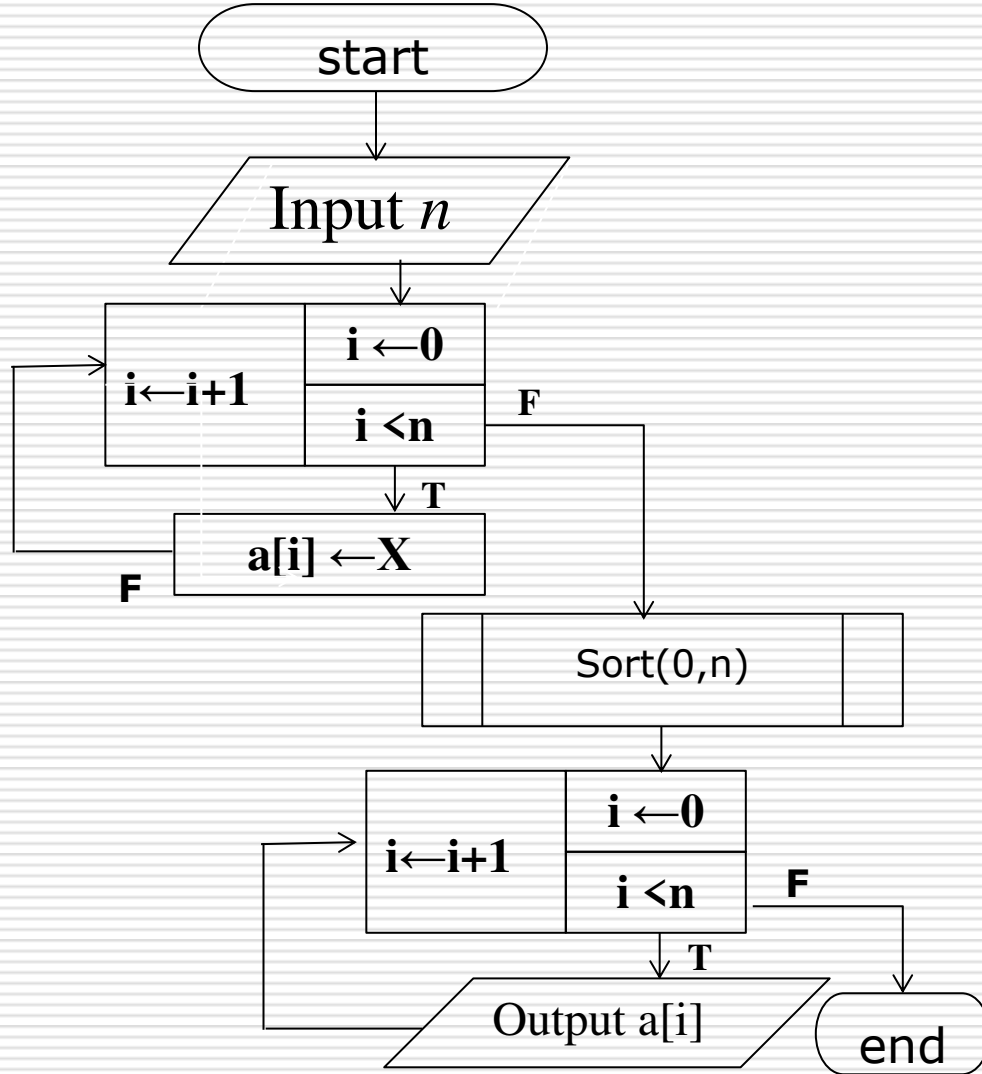 start
Input n
i ←0
i←i+1
i <n
F
T
a[i] ←X
F
Sort(0,n)
i ←0
i←i+1
i <n
F
T
Output a[i]
end